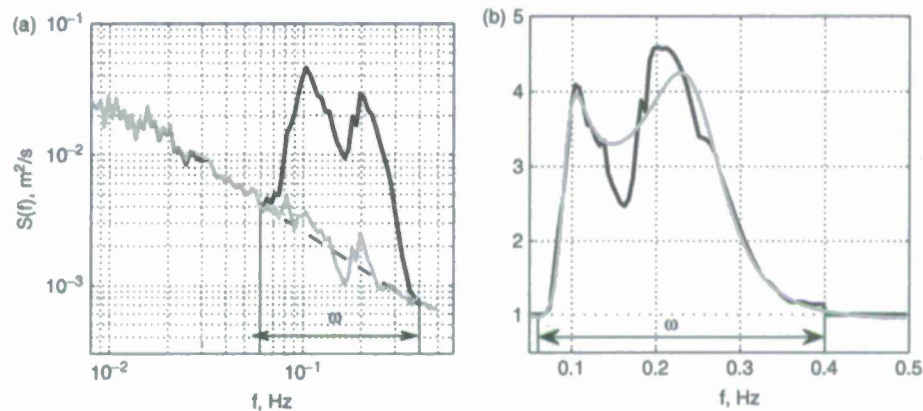 (a)
10⁻¹
10⁻²
10⁻³
S(f), m²/s
ω
10⁻²
10⁻¹
f, Hz
(b)
5
4
3
2
1
ω
0.1
0.2
0.3
0.4
0.5
f, Hz